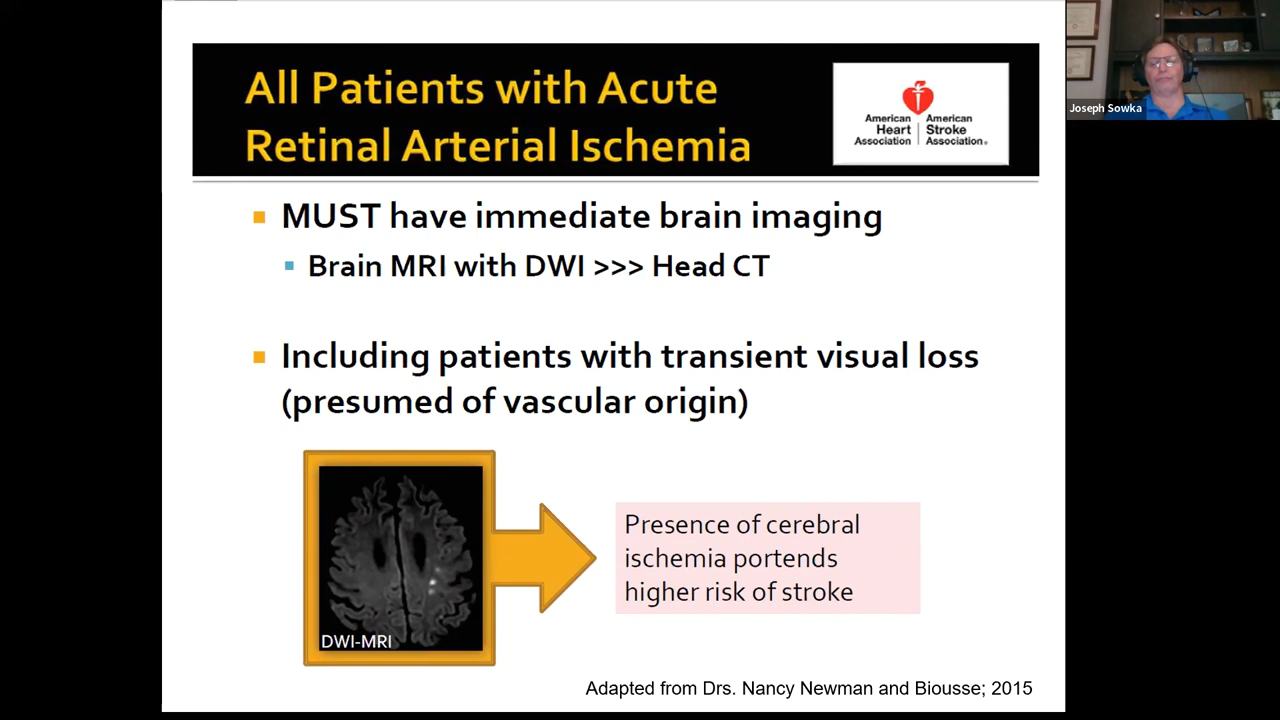 All Patients with Acute
Retinal Arterial Ischemia
American Heart Association
American Stroke Association®
Joseph Sowka
MUST have immediate brain imaging
Brain MRI with DWI >>> Head CT
Including patients with transient visual loss
(presumed of vascular origin)
DWI-MRI
Presence of cerebral
ischemia portends
higher risk of stroke
Adapted from Drs. Nancy Newman and Biousse; 2015